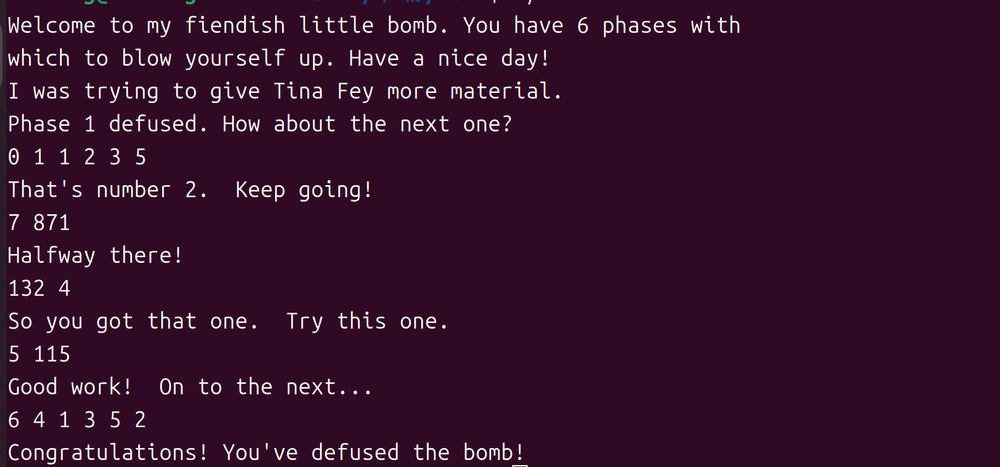 Welcome to my fiendish little bomb. You have 6 phases with
which to blow yourself up. Have a nice day!
I was trying to give Tina Fey more material.
Phase 1 defused. How about the next one?
0 1 1 2 3 5
That's number 2.  Keep going!
7 871
Halfway there!
132 4
So you got that one.  Try this one.
5 115
Good work!  On to the next...
6 4 1 3 5 2
Congratulations! You've defused the bomb!